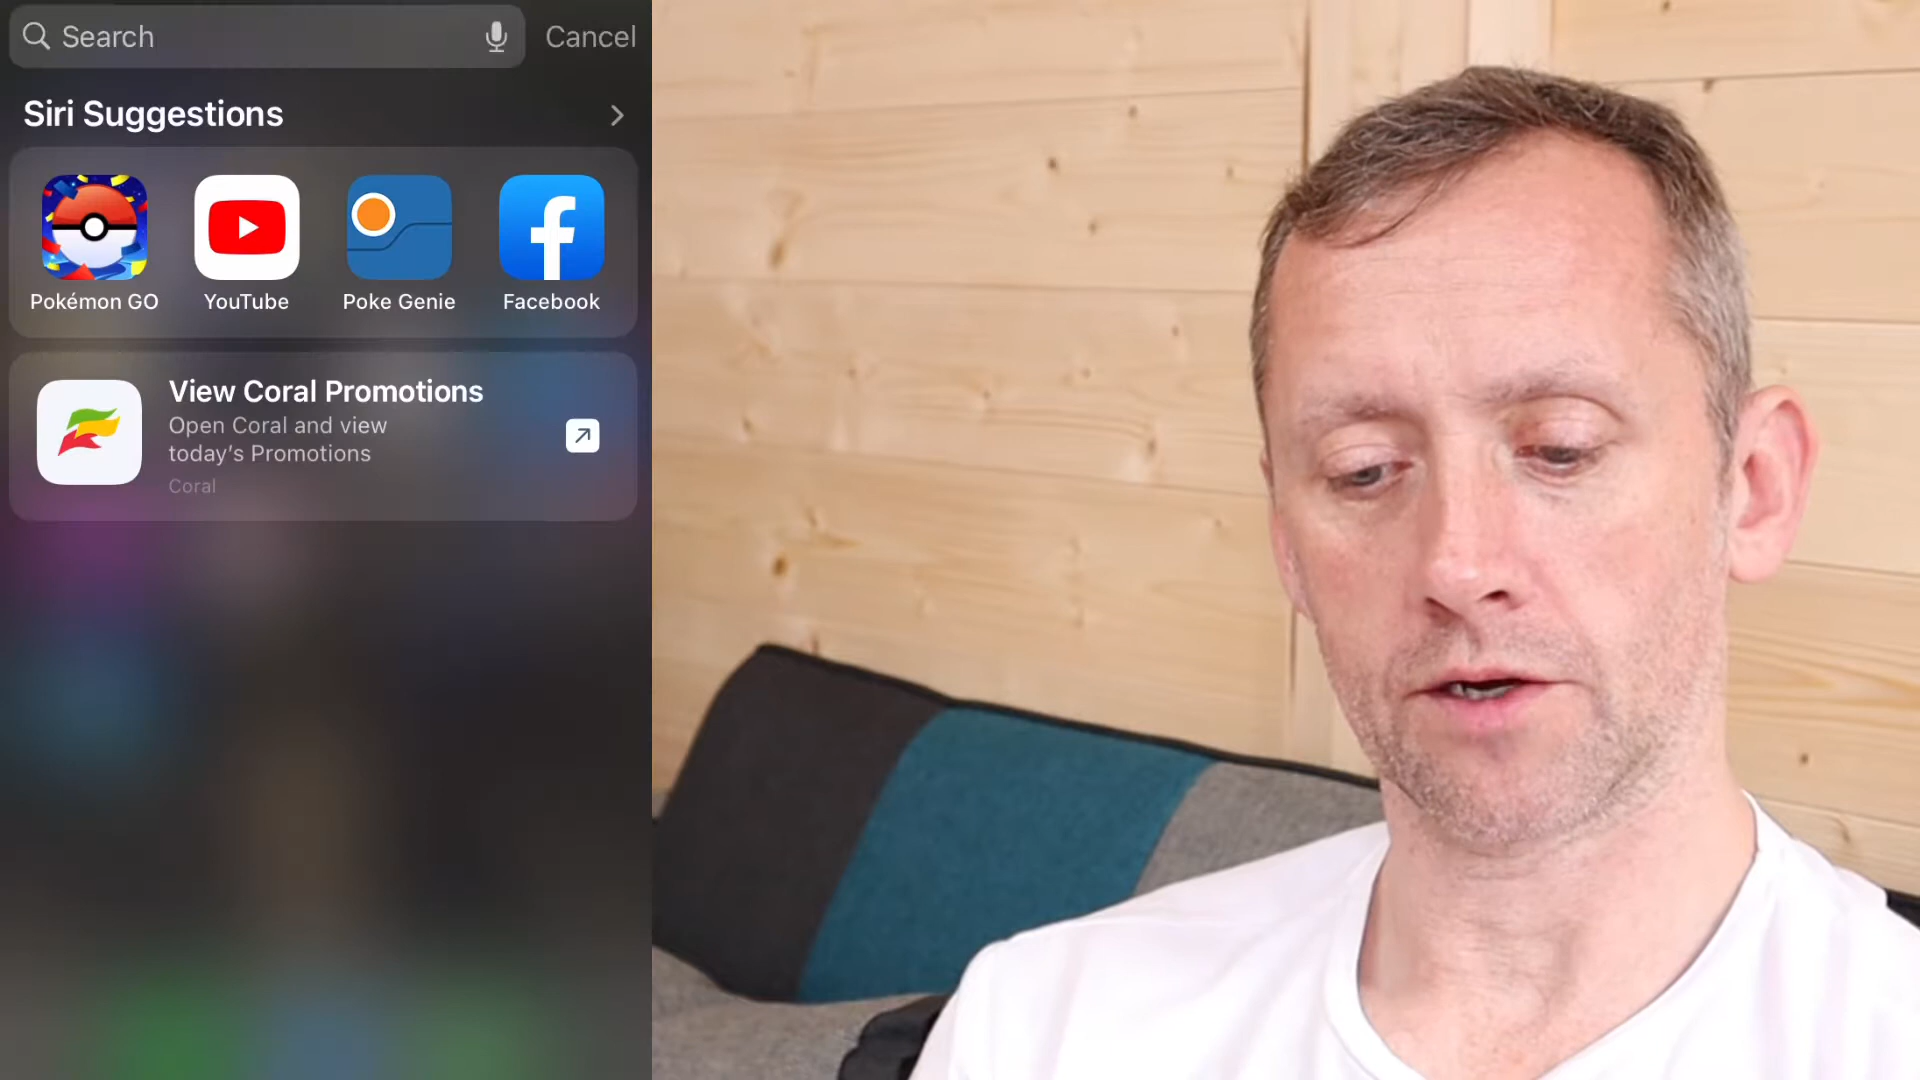 Search
Cancel
Siri Suggestions
Pokémon GO
YouTube
Poke Genie
Facebook
View Coral Promotions
Open Coral and view
today's Promotions
Coral